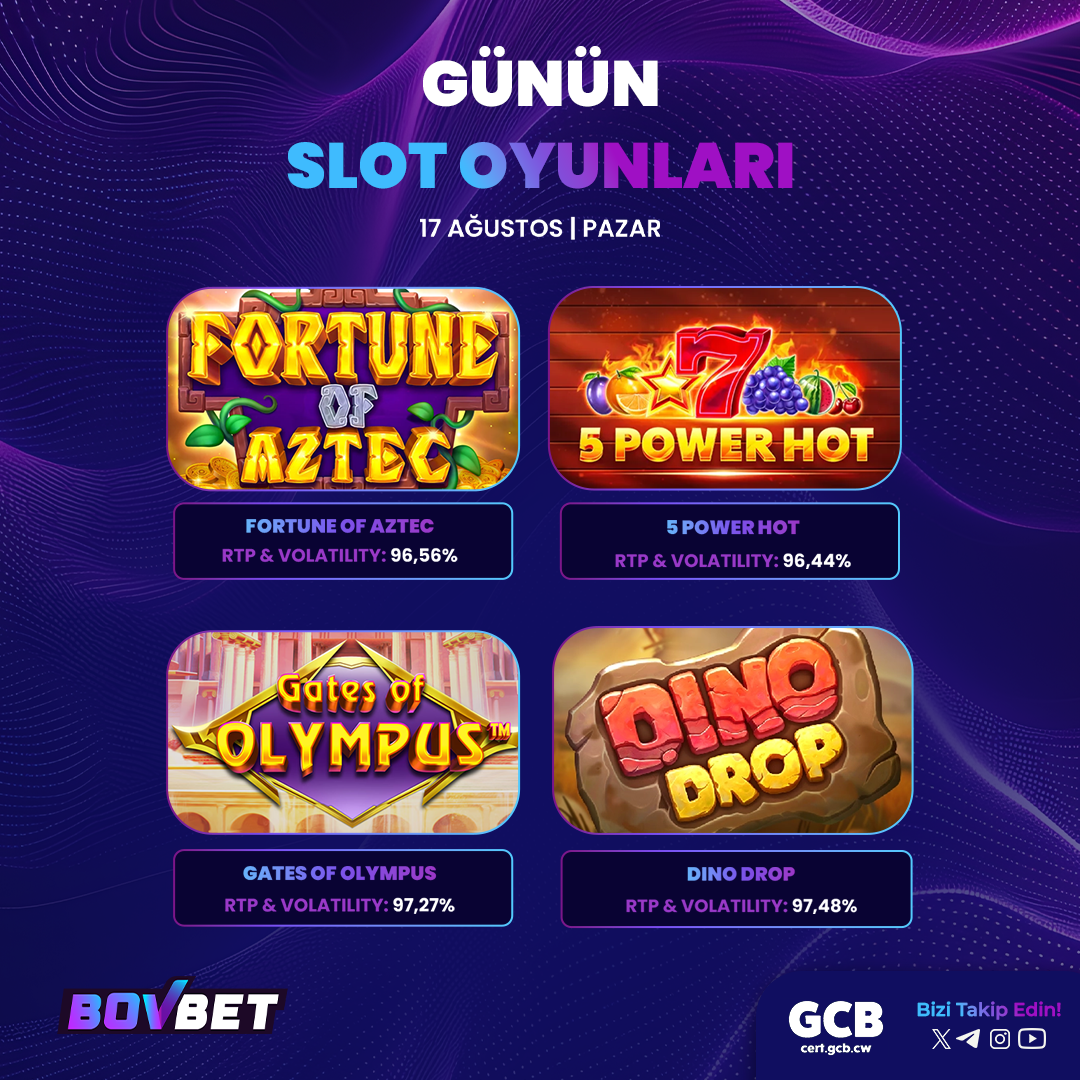 GÜNÜN
SLOT OYUNLARI
17 AĞUSTOS | PAZAR
FORTUNE
OF
AZTEC
7
5 POWER HOT
FORTUNE OF AZTEC
RTP & VOLATILITY: 96,56%
5 POWER HOT
RTP & VOLATILITY: 96,44%
Gates of
OLYMPUS™
DINO
DROP
GATES OF OLYMPUS
RTP & VOLATILITY: 97,27%
DINO DROP
RTP & VOLATILITY: 97,48%
BOVBET
GCB
cert.gcb.cw
Bizi Takip Edin!